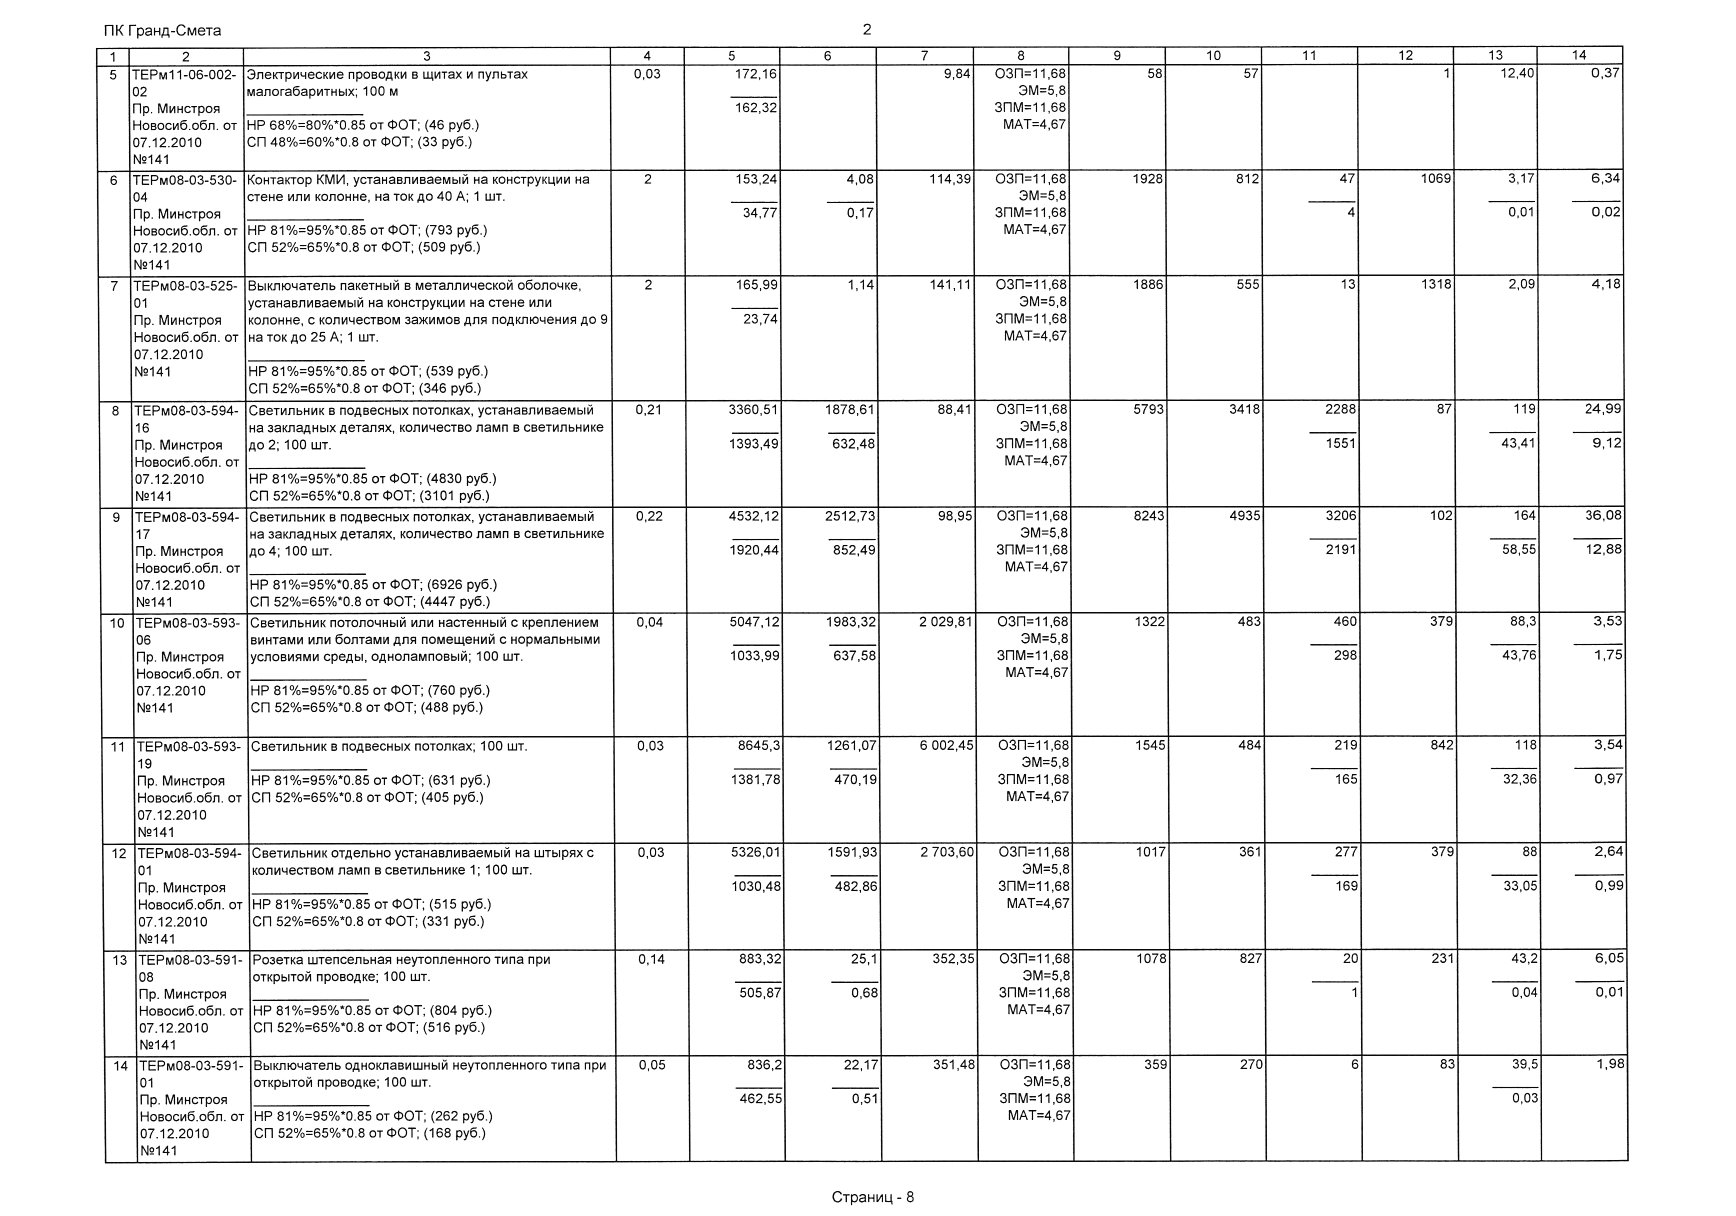 ПК Гранд-Смета
2
1 2 3 4 5 6 7 8 9 10 11 12 13 14
5 ТЕРм11-06-002- Электрические проводки в щитах и пультах 0,03 172,16 9,84 ОЗП=11,68 58 57 1 12,40 0,37
02 малогабаритных; 100 м ЭМ=5,8
Пр. Минстроя 162,32 ЗПМ=11,68
Новосиб.обл. от НР 68%=80%*0.85 от ФОТ; (46 руб.) МАТ=4,67
07.12.2010 СП 48%=60%*0.8 от ФОТ; (33 руб.)
№141
6 ТЕРм08-03-530- Контактор КМИ, устанавливаемый на конструкции на 2 153,24 4,08 114,39 ОЗП=11,68 1928 812 47 1069 3,17 6,34
04 стене или колонне, на ток до 40 А; 1 шт. ЭМ=5,8
Пр. Минстроя 34,77 0,17 ЗПМ=11,68 4 0,01 0,02
Новосиб.обл. от НР 81%=95%*0.85 от ФОТ; (793 руб.) МАТ=4,67
07.12.2010 СП 52%=65%*0.8 от ФОТ; (509 руб.)
№141
7 ТЕРм08-03-525- Выключатель пакетный в металлической оболочке, 2 165,99 1,14 141,11 ОЗП=11,68 1886 555 13 1318 2,09 4,18
01 устанавливаемый на конструкции на стене или ЭМ=5,8
Пр. Минстроя колонне, с количеством зажимов для подключения до 9 23,74 ЗПМ=11,68
Новосиб.обл. от на ток до 25 А; 1 шт. МАТ=4,67
07.12.2010
№141 НР 81%=95%*0.85 от ФОТ; (539 руб.)
СП 52%=65%*0.8 от ФОТ; (346 руб.)
8 ТЕРм08-03-594- Светильник в подвесных потолках, устанавливаемый 0,21 3360,51 1878,61 88,41 ОЗП=11,68 5793 3418 2288 87 119 24,99
16 на закладных деталях, количество ламп в светильнике ЭМ=5,8
Пр. Минстроя до 2; 100 шт. 1393,49 632,48 ЗПМ=11,68 1551 43,41 9,12
Новосиб.обл. от МАТ=4,67
07.12.2010 НР 81%=95%*0.85 от ФОТ; (4830 руб.)
№141 СП 52%=65%*0.8 от ФОТ; (3101 руб.)
9 ТЕРм08-03-594- Светильник в подвесных потолках, устанавливаемый 0,22 4532,12 2512,73 98,95 ОЗП=11,68 8243 4935 3206 102 164 36,08
17 на закладных деталях, количество ламп в светильнике ЭМ=5,8
Пр. Минстроя до 4; 100 шт. 1920,44 852,49 ЗПМ=11,68 2191 58,55 12,88
Новосиб.обл. от МАТ=4,67
07.12.2010 НР 81%=95%*0.85 от ФОТ; (6926 руб.)
№141 СП 52%=65%*0.8 от ФОТ; (4447 руб.)
10 ТЕРм08-03-593- Светильник потолочный или настенный с креплением 0,04 5047,12 1983,32 2 029,81 ОЗП=11,68 1322 483 460 379 88,3 3,53
06 винтами или болтами для помещений с нормальными ЭМ=5,8
Пр. Минстроя условиями среды, одноламповый; 100 шт. 1033,99 637,58 ЗПМ=11,68 298 43,76 1,75
Новосиб.обл. от МАТ=4,67
07.12.2010 НР 81%=95%*0.85 от ФОТ; (760 руб.)
№141 СП 52%=65%*0.8 от ФОТ; (488 руб.)
11 ТЕРм08-03-593- Светильник в подвесных потолках; 100 шт. 0,03 8645,3 1261,07 6 002,45 ОЗП=11,68 1545 484 219 842 118 3,54
19 ЭМ=5,8
Пр. Минстроя НР 81%=95%*0.85 от ФОТ; (631 руб.) 1381,78 470,19 ЗПМ=11,68 165 32,36 0,97
Новосиб.обл. от СП 52%=65%*0.8 от ФОТ; (405 руб.) МАТ=4,67
07.12.2010
№141
12 ТЕРм08-03-594- Светильник отдельно устанавливаемый на штырях с 0,03 5326,01 1591,93 2 703,60 ОЗП=11,68 1017 361 277 379 88 2,64
01 количеством ламп в светильнике 1; 100 шт. ЭМ=5,8
Пр. Минстроя 1030,48 482,86 ЗПМ=11,68 169 33,05 0,99
Новосиб.обл. от НР 81%=95%*0.85 от ФОТ; (515 руб.) МАТ=4,67
07.12.2010 СП 52%=65%*0.8 от ФОТ; (331 руб.)
№141
13 ТЕРм08-03-591- Розетка штепсельная неутопленного типа при 0,14 883,32 25,1 352,35 ОЗП=11,68 1078 827 20 231 43,2 6,05
08 открытой проводке; 100 шт. ЭМ=5,8
Пр. Минстроя 505,87 0,68 ЗПМ=11,68 1 0,04 0,01
Новосиб.обл. от НР 81%=95%*0.85 от ФОТ; (804 руб.) МАТ=4,67
07.12.2010 СП 52%=65%*0.8 от ФОТ; (516 руб.)
№141
14 ТЕРм08-03-591- Выключатель одноклавишный неутопленного типа при 0,05 836,2 22,17 351,48 ОЗП=11,68 359 270 6 83 39,5 1,98
01 открытой проводке; 100 шт. ЭМ=5,8
Пр. Минстроя 462,55 0,51 ЗПМ=11,68 0,03
Новосиб.обл. от НР 81%=95%*0.85 от ФОТ; (262 руб.) МАТ=4,67
07.12.2010 СП 52%=65%*0.8 от ФОТ; (168 руб.)
№141
Страниц - 8